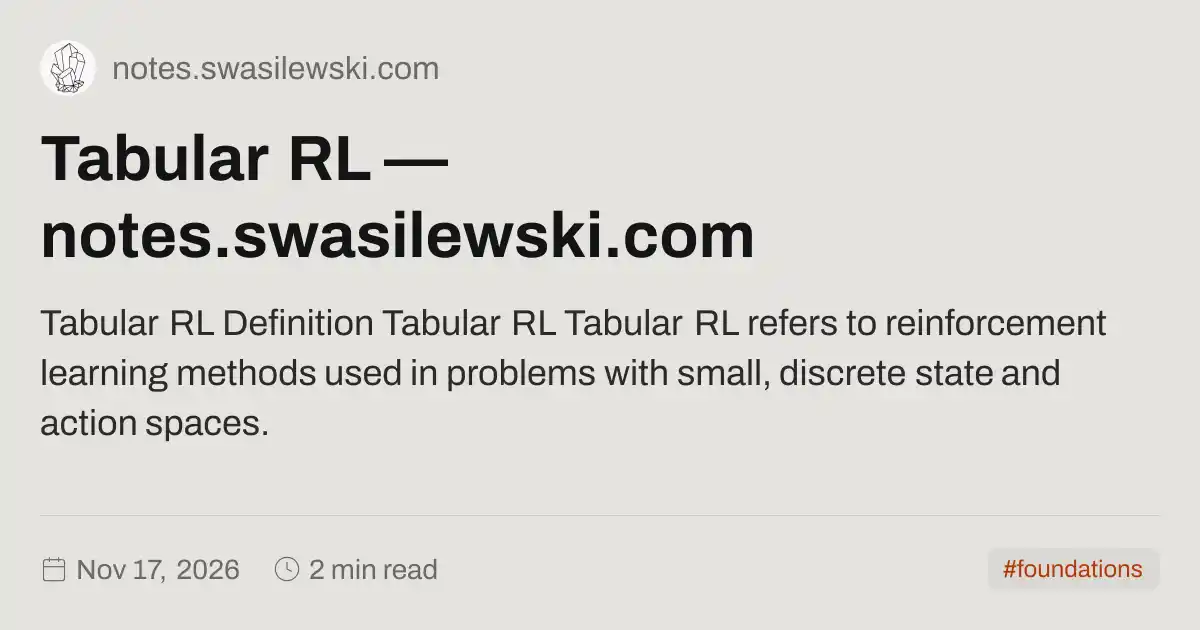 notes.swasilewski.com
Tabular RL —
notes.swasilewski.com
Tabular RL Definition Tabular RL Tabular RL refers to reinforcement
learning methods used in problems with small, discrete state and
action spaces.
Nov 17, 2026
2 min read
#foundations